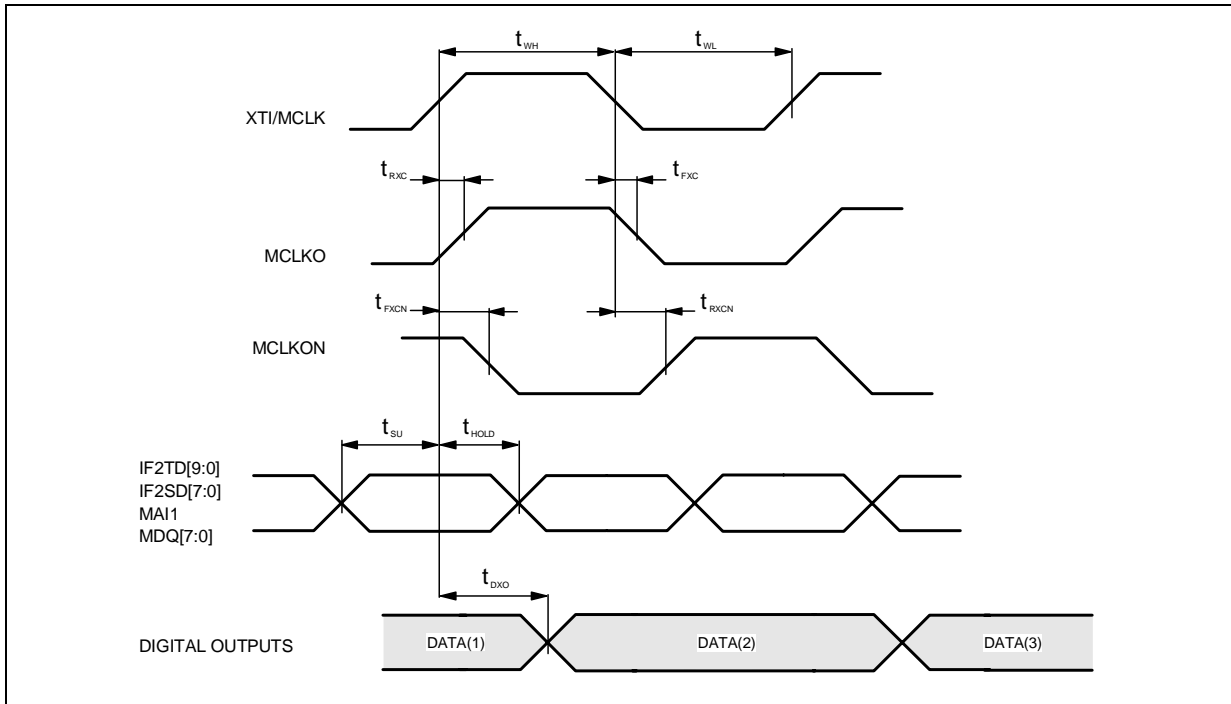 tWH tWL
XTI/MCLK
tRXC tFXC
MCLKO
tFXCN tRXCN
MCLKON
tSU tHOLD
IF2TD[9:0]
IF2SD[7:0]
MAI1
MDQ[7:0]
tDXO
DIGITAL OUTPUTS DATA(1) DATA(2) DATA(3)